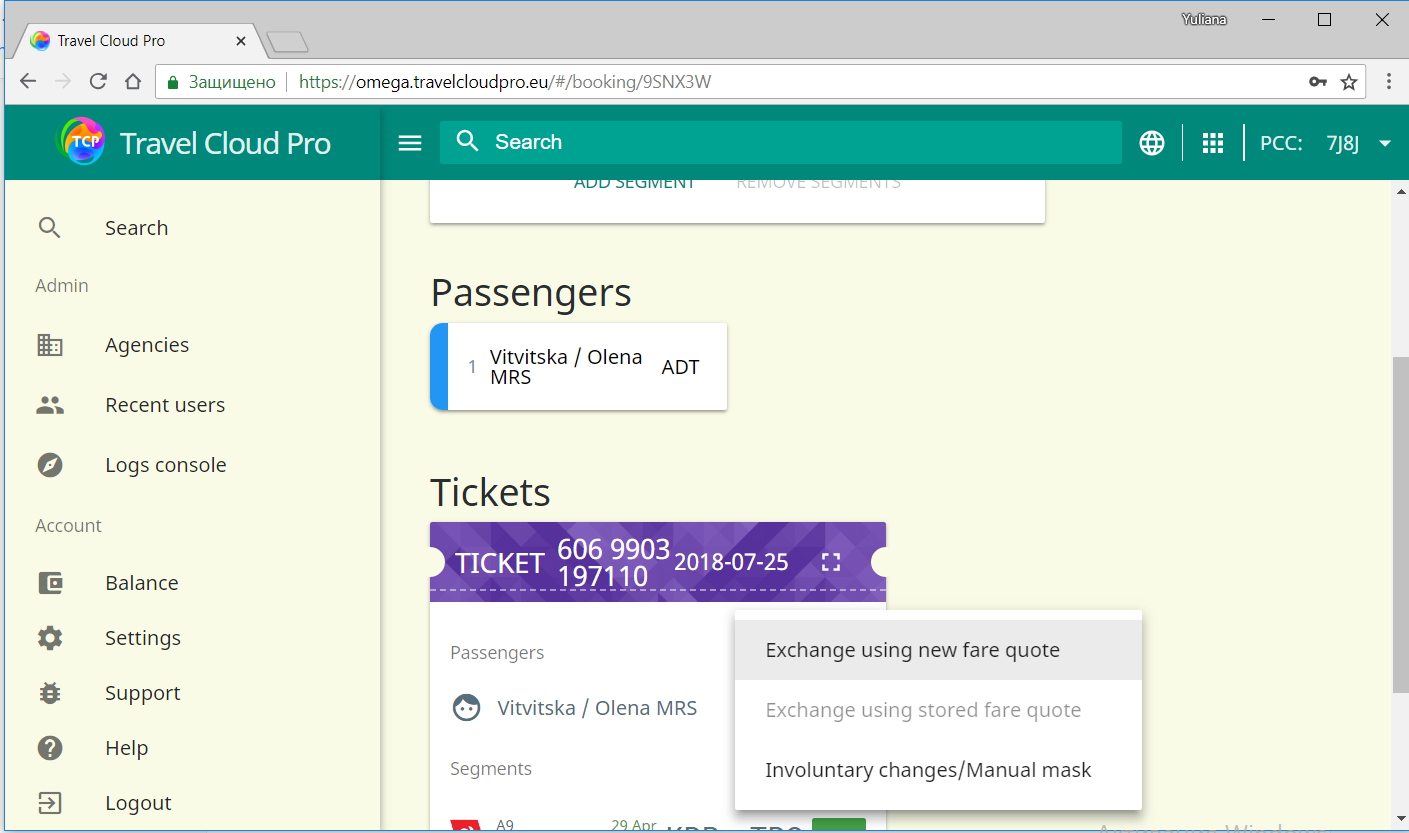 Yuliana
Travel Cloud Pro
Защищено
https://omega.travelcloudpro.eu/#/booking/9SNX3W
TCP
Travel Cloud Pro
Search
PCC: 7J8J
ADD SEGMENT REMOVE SEGMENTS
Search
Admin
Agencies
Recent users
Logs console
Account
Balance
Settings
Support
Help
Logout
Passengers
1 Vitvitska / Olena MRS ADT
Tickets
TICKET 606 9903 197110 2018-07-25
Passengers
Vitvitska / Olena MRS
Segments
A9 29 Apr
Exchange using new fare quote
Exchange using stored fare quote
Involuntary changes/Manual mask